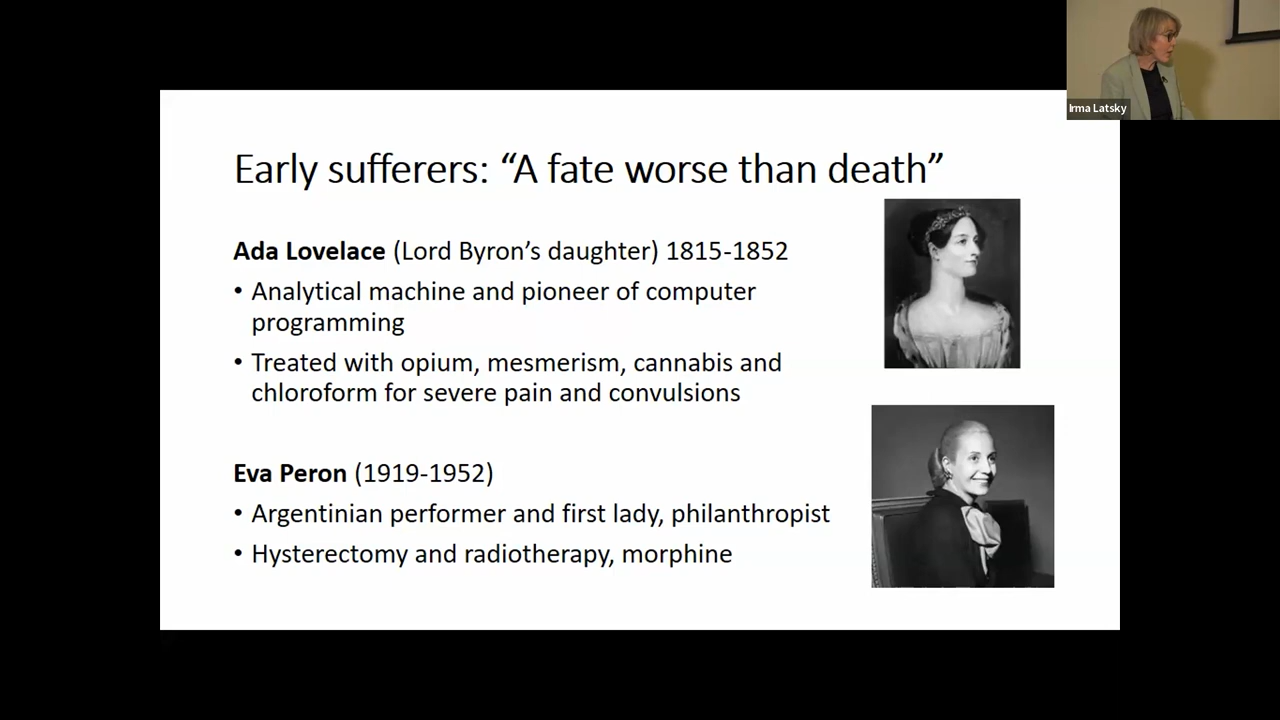 Irma Latsky
Early sufferers: “A fate worse than death”
Ada Lovelace (Lord Byron’s daughter) 1815-1852
• Analytical machine and pioneer of computer
programming
• Treated with opium, mesmerism, cannabis and
chloroform for severe pain and convulsions
Eva Peron (1919-1952)
• Argentinian performer and first lady, philanthropist
• Hysterectomy and radiotherapy, morphine